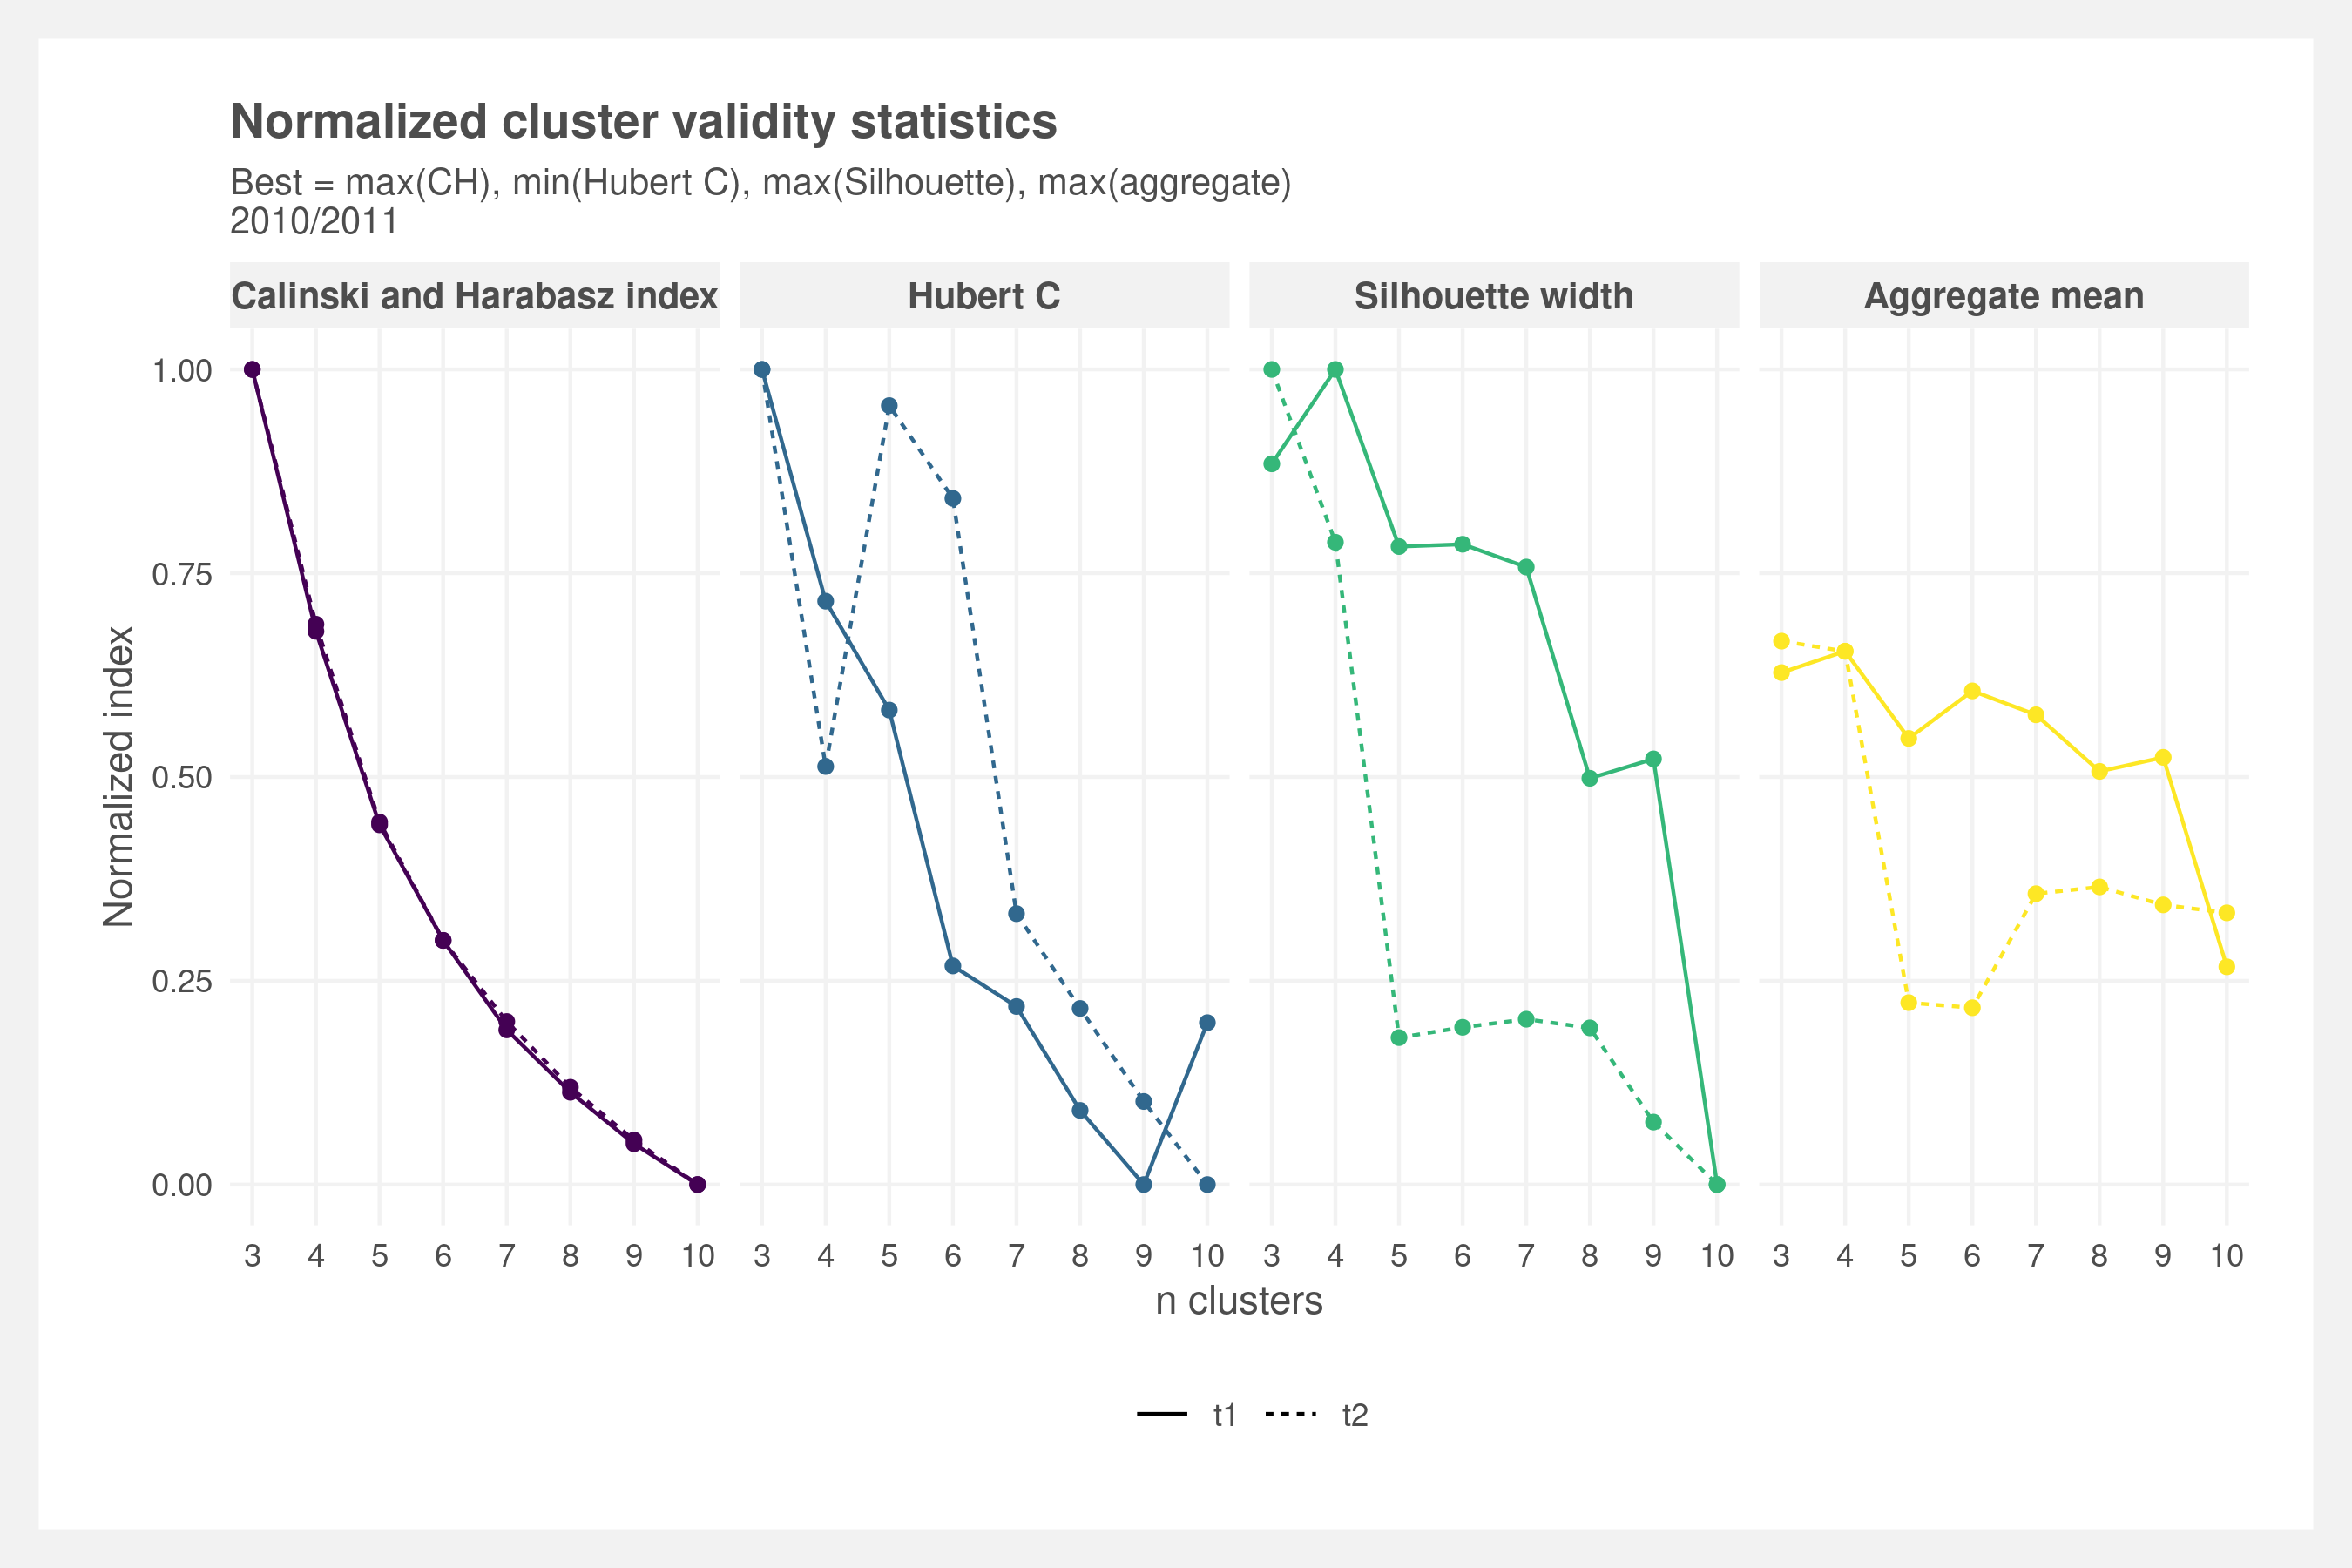 Normalized cluster validity statistics
Best = max(CH), min(Hubert C), max(Silhouette), max(aggregate)
2010/2011
Calinski and Harabasz index
Hubert C
Silhouette width
Aggregate mean
Normalized index
1.00
0.75
0.50
0.25
0.00
3 4 5 6 7 8 9 10
3 4 5 6 7 8 9 10
3 4 5 6 7 8 9 10
3 4 5 6 7 8 9 10
n clusters
t1
t2